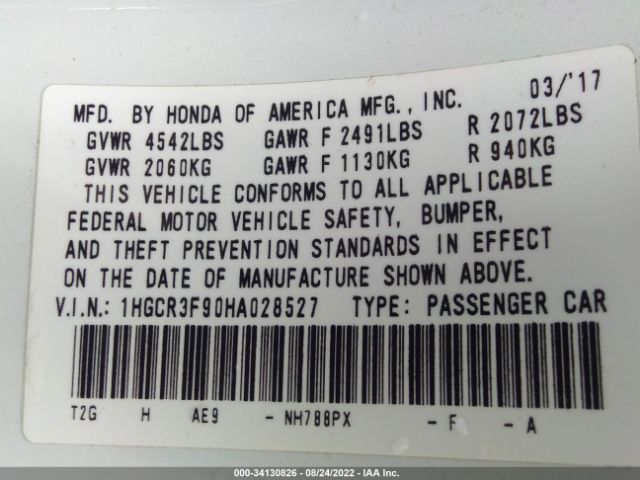 03/'17
MFD. BY HONDA OF AMERICA MFG., INC.
GVWR 4542LBS GAWR F 2491LBS R 2072LBS
GVWR 2060KG GAWR F 1130KG R 940KG
THIS VEHICLE CONFORMS TO ALL APPLICABLE
FEDERAL MOTOR VEHICLE SAFETY, BUMPER,
AND THEFT PREVENTION STANDARDS IN EFFECT
ON THE DATE OF MANUFACTURE SHOWN ABOVE.
V.I.N.: 1HGCR3F90HA028527 TYPE: PASSENGER CAR
T2G H AE9 - NH788PX - F - A
000-34130826 - 08/24/2022 - IAA Inc.